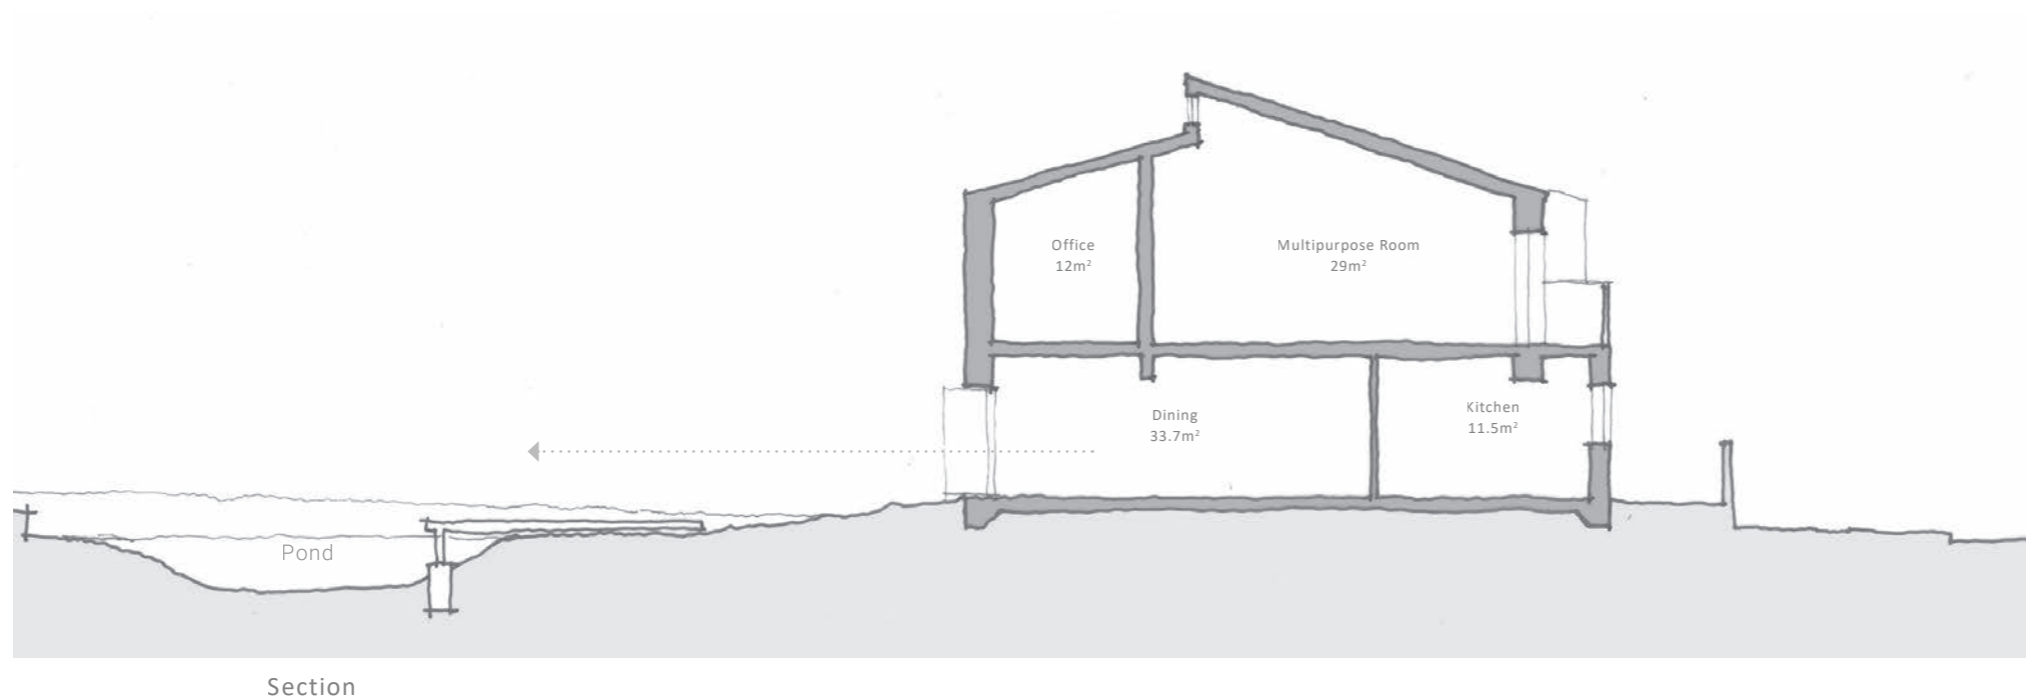 Office
12m²
Multipurpose Room
29m²
Dining
33.7m²
Kitchen
11.5m²
Pond
Section